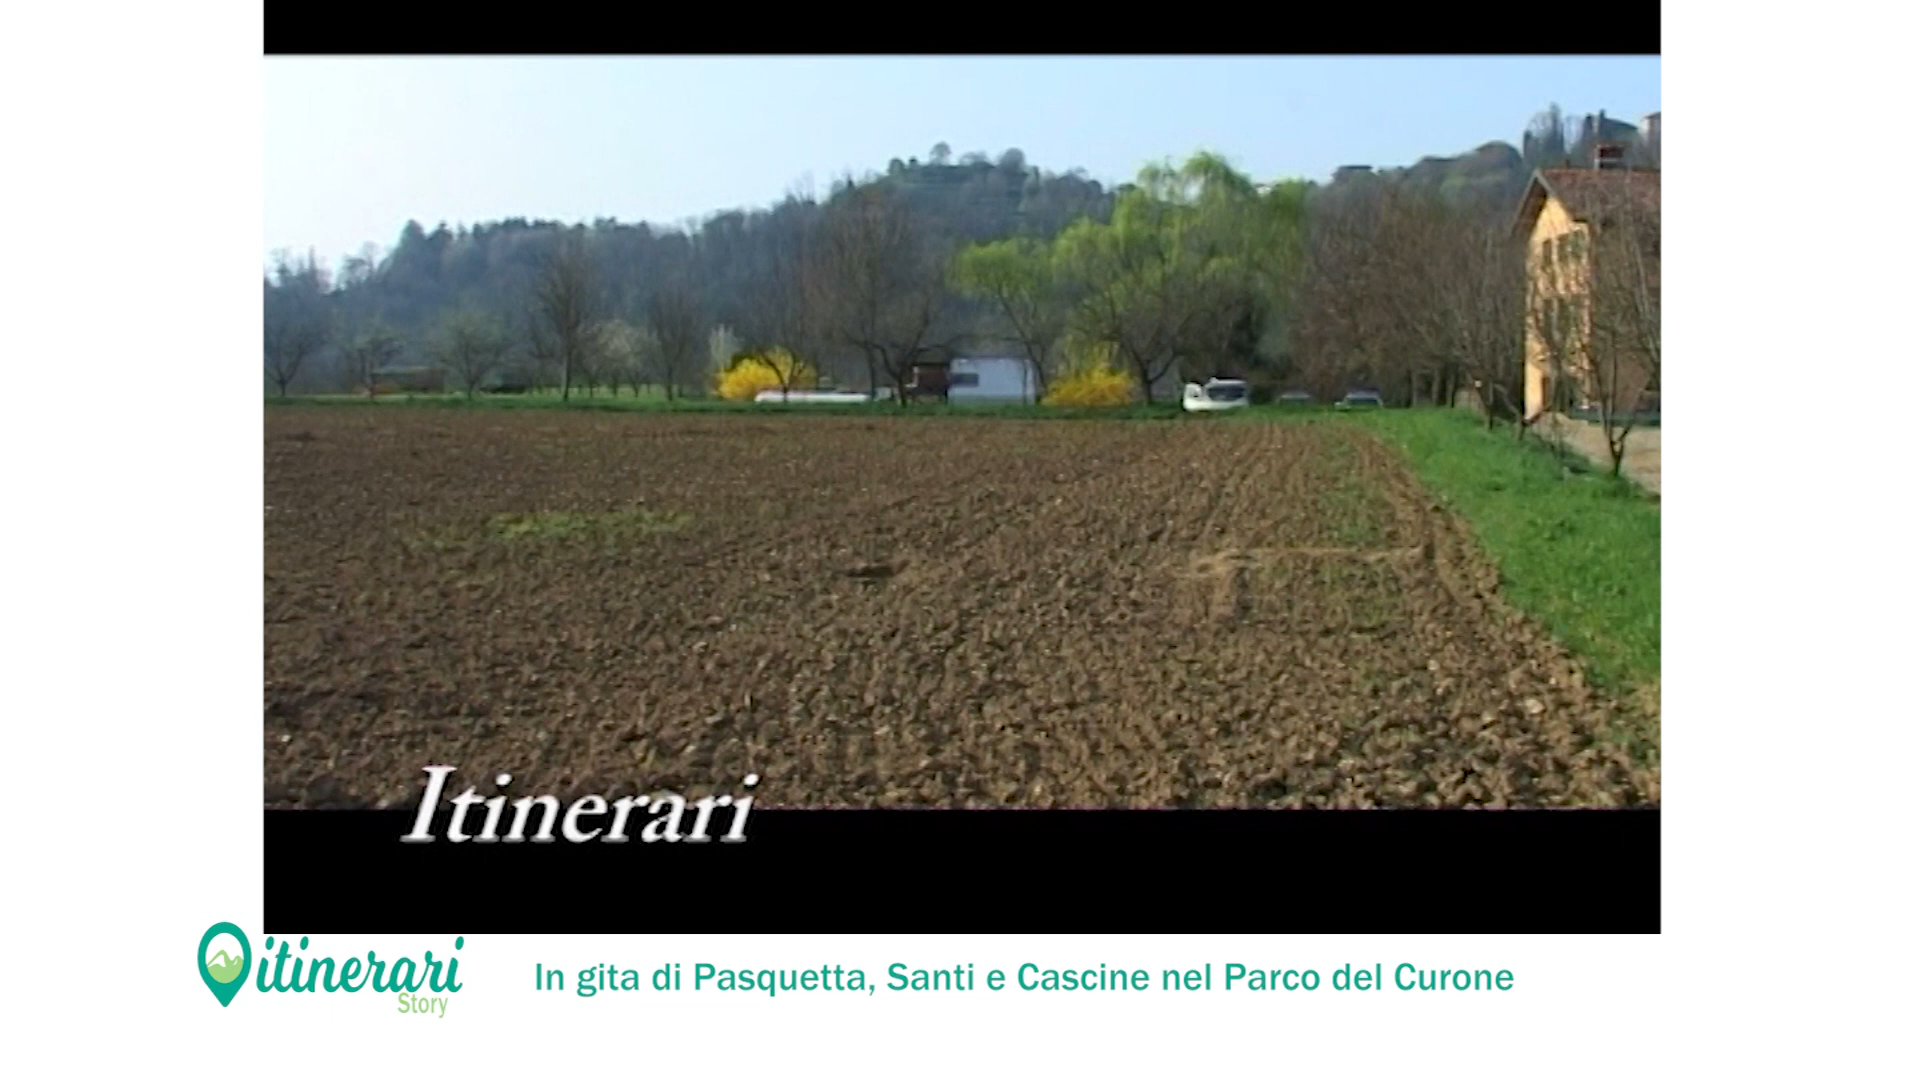 Itinerari
itinerari
Story
In gita di Pasquetta, Santi e Cascine nel Parco del Curone